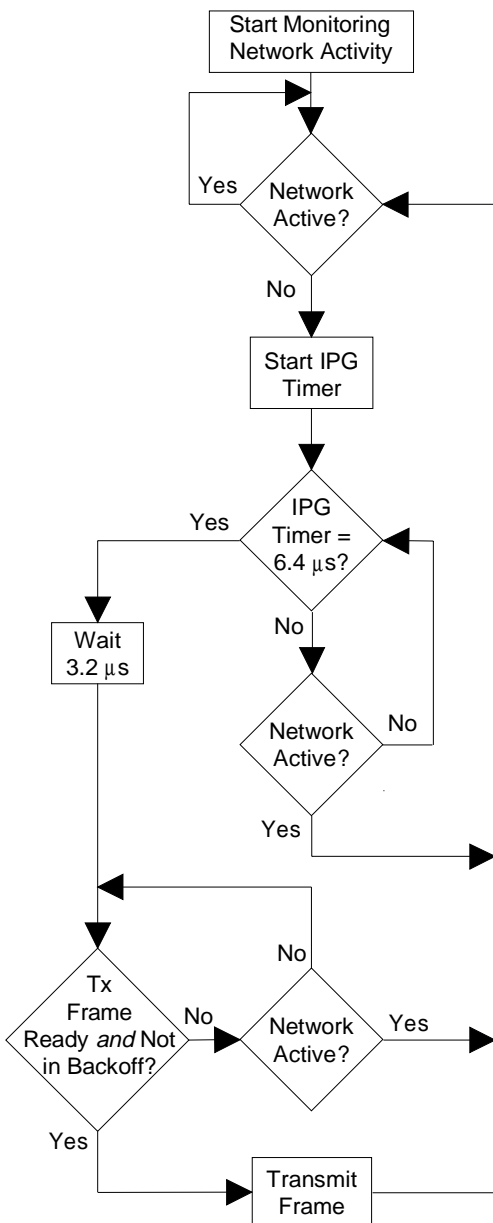 Start Monitoring
Network Activity
Yes
Network
Active?
No
Start IPG
Timer
Yes
IPG
Timer =
6.4 μs?
Wait
3.2 μs
No
Network
Active?
No
Yes
No
Tx
Frame
Ready and Not
in Backoff?
No
Network
Active?
Yes
Yes
Transmit
Frame